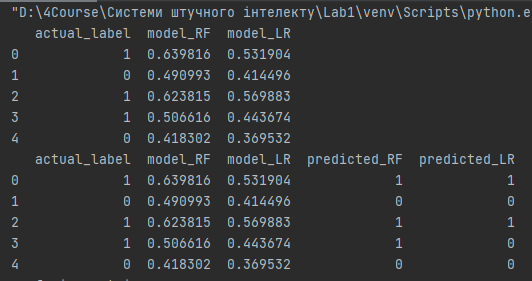 "D:\4Course\Системи штучного інтелекту\Lab1\venv\Scripts\python.e
actual_label model_RF model_LR
0 1 0.639816 0.531904
1 0 0.490993 0.414496
2 1 0.623815 0.569883
3 1 0.506616 0.443674
4 0 0.418302 0.369532
actual_label model_RF model_LR predicted_RF predicted_LR
0 1 0.639816 0.531904 1 1
1 0 0.490993 0.414496 0 0
2 1 0.623815 0.569883 1 1
3 1 0.506616 0.443674 1 0
4 0 0.418302 0.369532 0 0